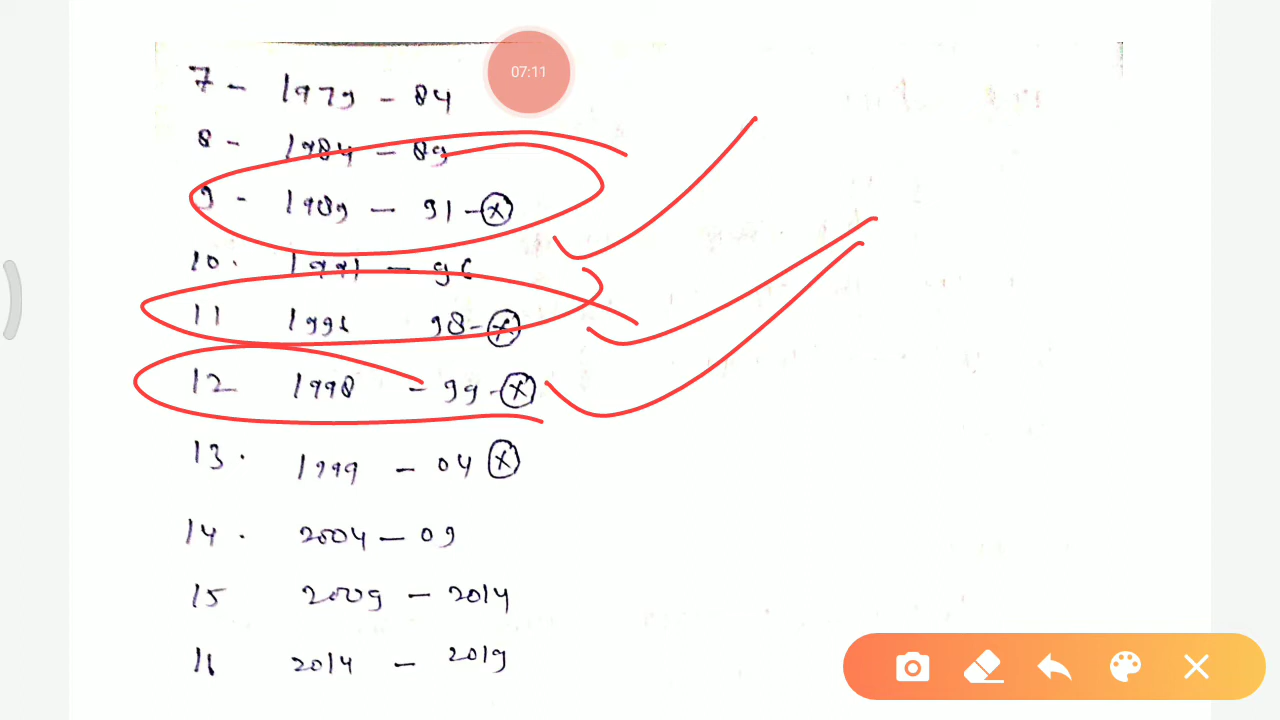 07:11
7 - 1979 - 84
8 - 1984 - 89
9 - 1989 - 91 - X
10. 1991 - 96
11 1996 98 - X
12 1998 - 99 - X
13. 1999 - 04 X
14. 2004 - 09
15 2009 - 2014
16 2014 - 2019